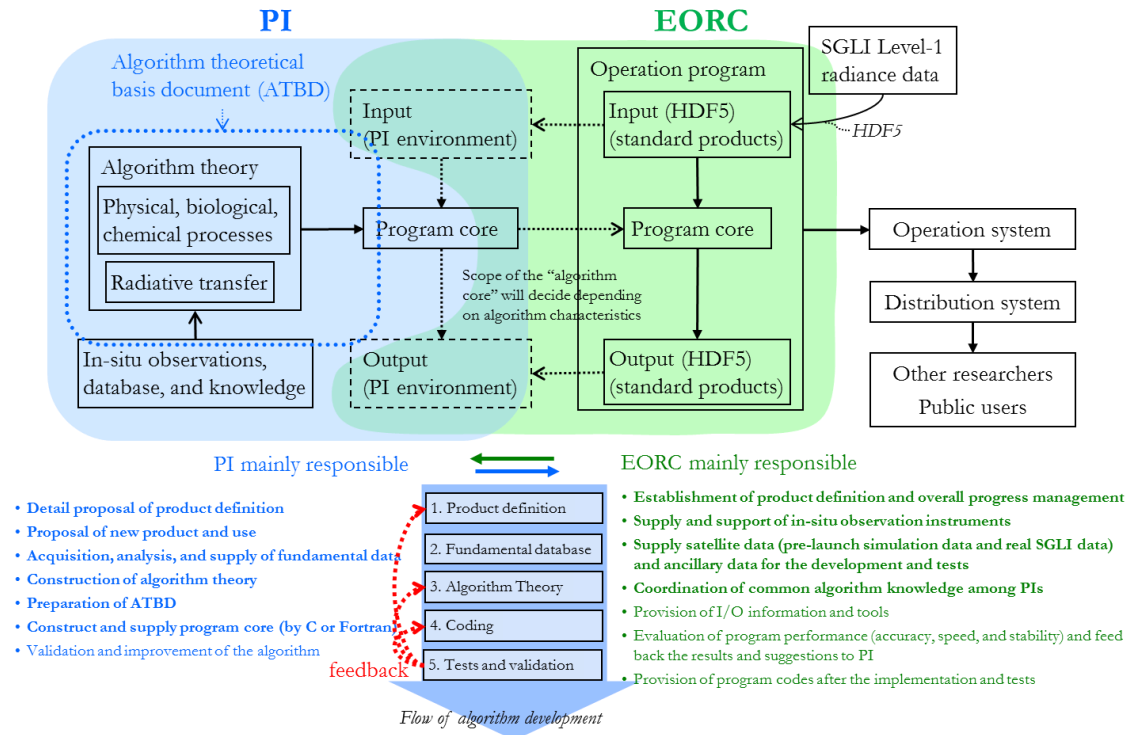 PI
EORC
Algorithm theoretical
basis document (ATBD)
Algorithm theory
Physical, biological,
chemical processes
Radiative transfer
In-situ observations,
database, and knowledge
Input
(PI environment)
Program core
Scope of the “algorithm
core” will decide depending
on algorithm characteristics
Output
(PI environment)
Operation program
Input (HDF5)
(standard products)
Program core
Output (HDF5)
(standard products)
SGLI Level-1
radiance data
HDF5
Operation system
Distribution system
Other researchers
Public users
PI mainly responsible
• Detail proposal of product definition
• Proposal of new product and use
• Acquisition, analysis, and supply of fundamental data
• Construction of algorithm theory
• Preparation of ATBD
• Construct and supply program core (by C or Fortran)
• Validation and improvement of the algorithm
feedback
1. Product definition
2. Fundamental database
3. Algorithm Theory
4. Coding
5. Tests and validation
Flow of algorithm development
EORC mainly responsible
• Establishment of product definition and overall progress management
• Supply and support of in-situ observation instruments
• Supply satellite data (pre-launch simulation data and real SGLI data)
and ancillary data for the development and tests
• Coordination of common algorithm knowledge among PIs
• Provision of I/O information and tools
• Evaluation of program performance (accuracy, speed, and stability) and feed
back the results and suggestions to PI
• Provision of program codes after the implementation and tests